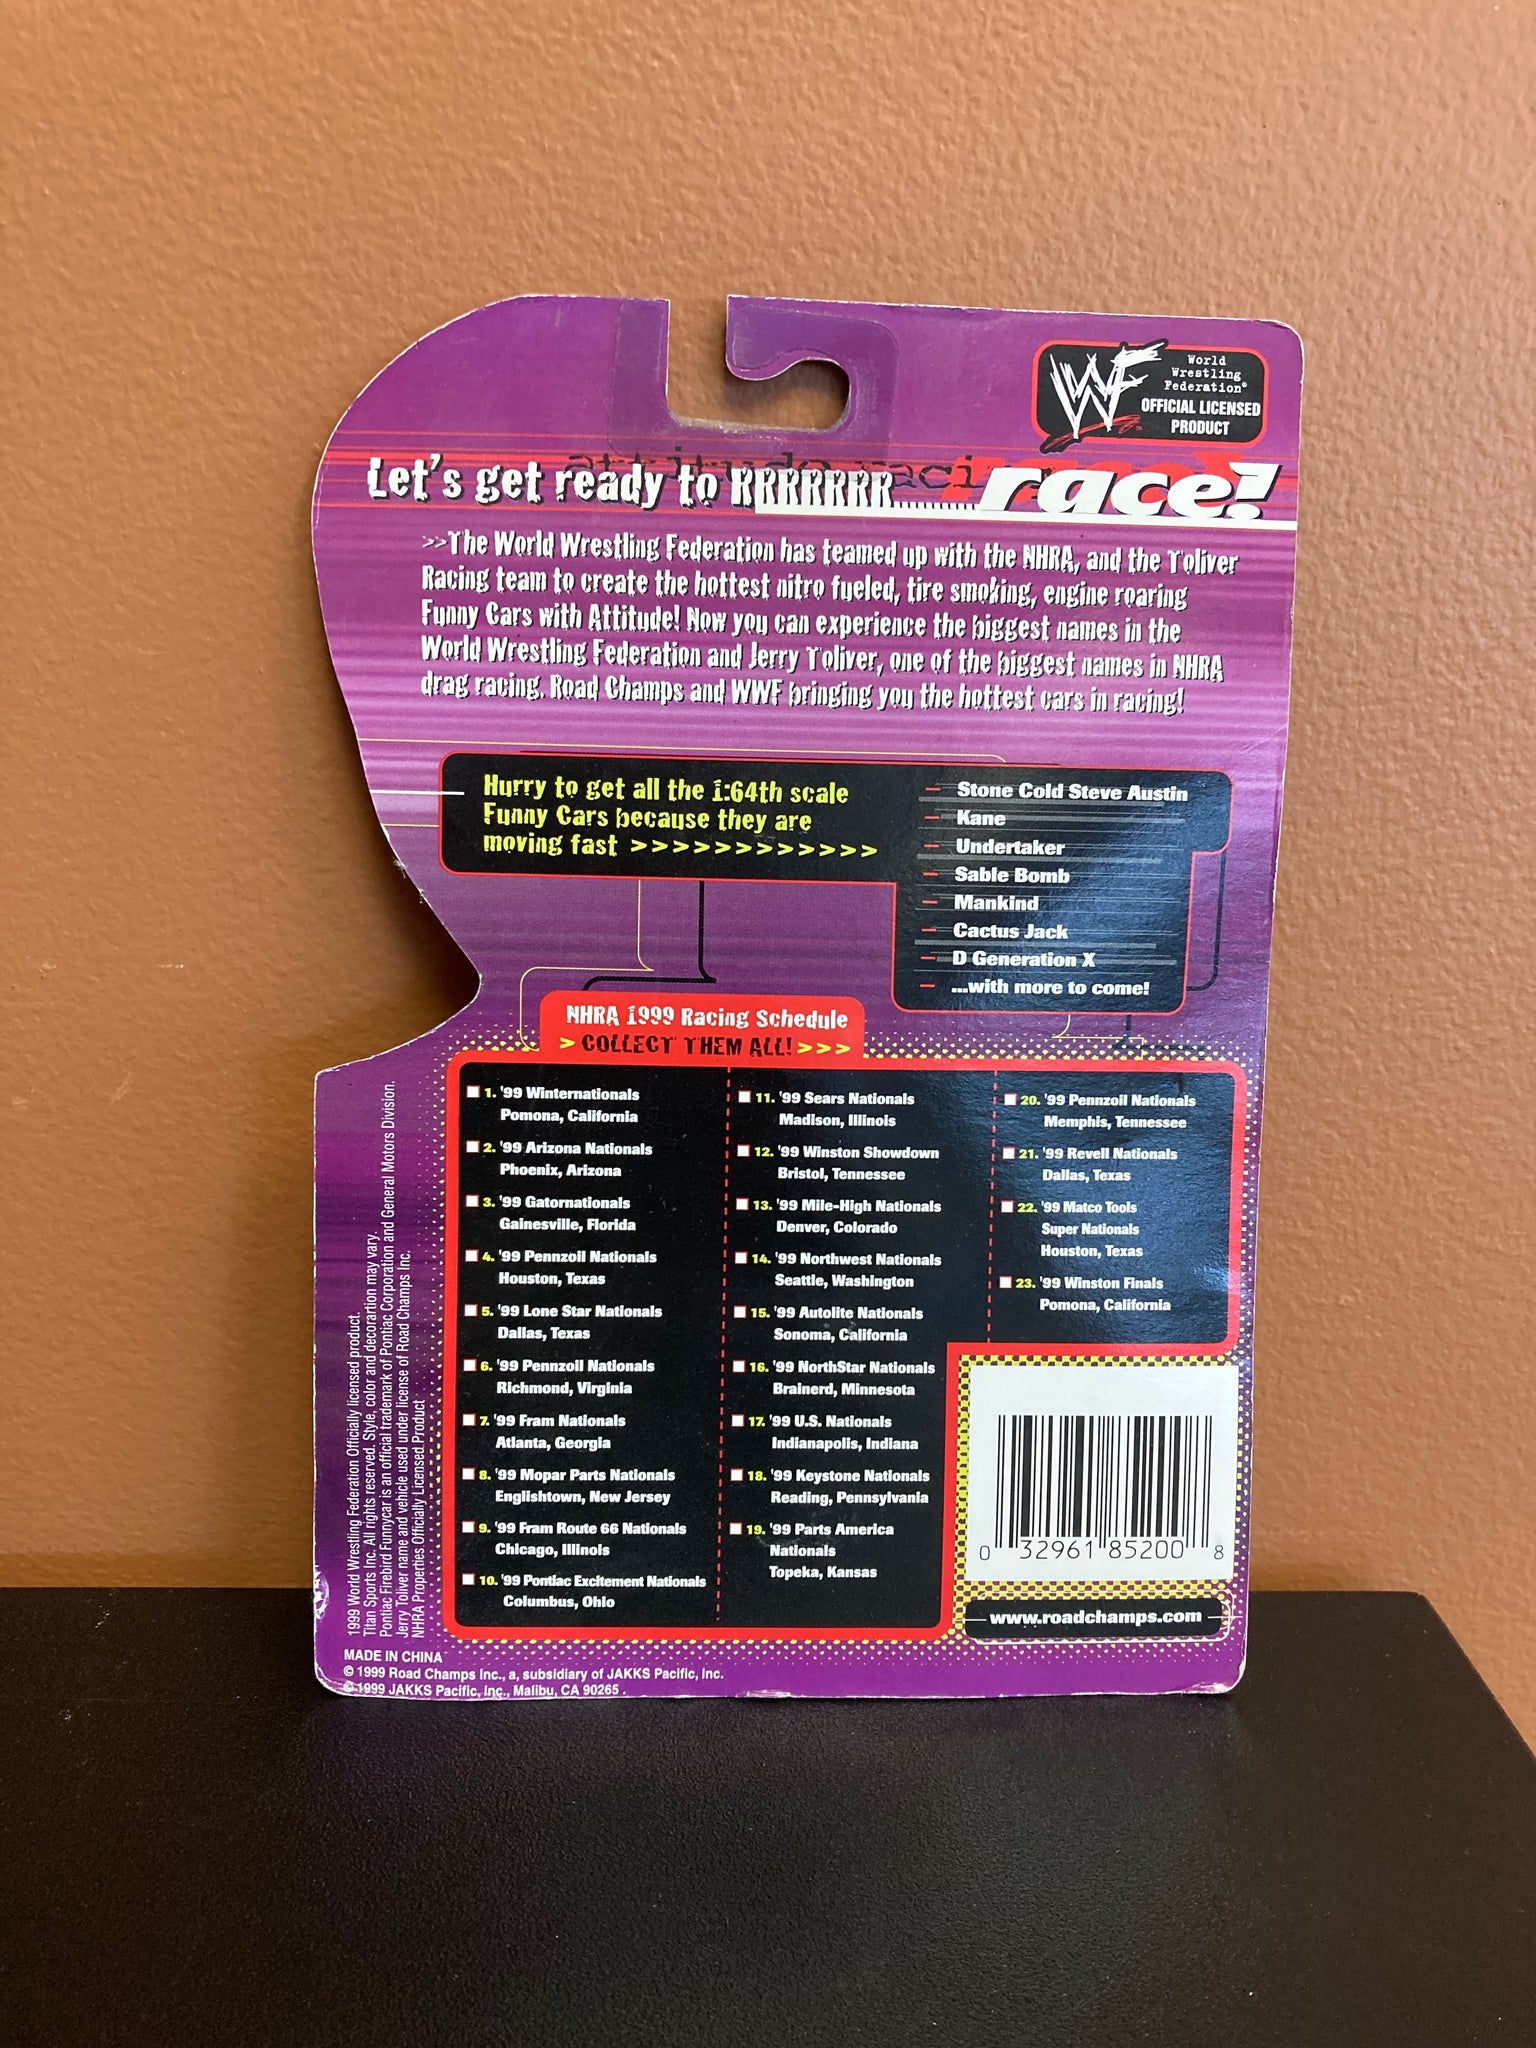 WF
World
Wrestling
Federation®
OFFICIAL LICENSED
PRODUCT
attitude raci
Let's get ready to RRRRRRR race!
>>The World Wrestling Federation has teamed up with the NHRA, and the Toliver
Racing team to create the hottest nitro fueled, tire smoking, engine roaring
Funny Cars with Attitude! Now you can experience the biggest names in the
World Wrestling Federation and Jerry Toliver, one of the biggest names in NHRA
drag racing. Road Champs and WWF bringing you the hottest cars in racing!
Hurry to get all the 1:64th scale
Funny Cars because they are
moving fast >>>>>>>>>>>>
– Stone Cold Steve Austin
– Kane
– Undertaker
– Sable Bomb
– Mankind
– Cactus Jack
– D Generation X
– ...with more to come!
NHRA 1999 Racing Schedule
> COLLECT THEM ALL! >>>
1. '99 Winternationals
Pomona, California
2. '99 Arizona Nationals
Phoenix, Arizona
3. '99 Gatornationals
Gainesville, Florida
4. '99 Pennzoil Nationals
Houston, Texas
5. '99 Lone Star Nationals
Dallas, Texas
6. '99 Pennzoil Nationals
Richmond, Virginia
7. '99 Fram Nationals
Atlanta, Georgia
8. '99 Mopar Parts Nationals
Englishtown, New Jersey
9. '99 Fram Route 66 Nationals
Chicago, Illinois
10. '99 Pontiac Excitement Nationals
Columbus, Ohio
11. '99 Sears Nationals
Madison, Illinois
12. '99 Winston Showdown
Bristol, Tennessee
13. '99 Mile-High Nationals
Denver, Colorado
14. '99 Northwest Nationals
Seattle, Washington
15. '99 Autolite Nationals
Sonoma, California
16. '99 NorthStar Nationals
Brainerd, Minnesota
17. '99 U.S. Nationals
Indianapolis, Indiana
18. '99 Keystone Nationals
Reading, Pennsylvania
19. '99 Parts America
Nationals
Topeka, Kansas
20. '99 Pennzoil Nationals
Memphis, Tennessee
21. '99 Revell Nationals
Dallas, Texas
22. '99 Matco Tools
Super Nationals
Houston, Texas
23. '99 Winston Finals
Pomona, California
0 32961 85200 8
www.roadchamps.com
1999 World Wrestling Federation Officially licensed product.
Titan Sports Inc. All rights reserved. Style, color and decoration may vary.
Pontiac Firebird Funnycar is an official trademark of Pontiac Corporation and General Motors Division.
Jerry Toliver name and vehicle used under license of Road Champs Inc.
NHRA Properties.Officially Licensed Product
MADE IN CHINA
© 1999 Road Champs Inc., a, subsidiary of JAKKS Pacific, Inc.
© 1999 JAKKS Pacific, Inc., Malibu, CA 90265 .